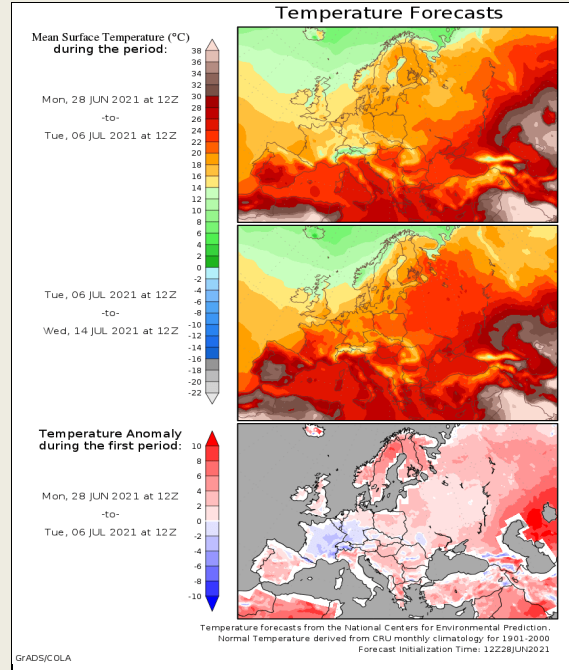 Temperature Forecasts
Mean Surface Temperature (°C)
during the period:
Mon, 28 JUN 2021 at 12Z
-to-
Tue, 06 JUL 2021 at 12Z
38
36
34
32
30
28
26
24
22
20
18
16
14
12
10
8
6
4
2
0
-2
-4
-6
-8
-10
-12
-14
-16
-18
-20
-22
Tue, 06 JUL 2021 at 12Z
-to-
Wed, 14 JUL 2021 at 12Z
Temperature Anomaly
during the first period:
Mon, 28 JUN 2021 at 12Z
-to-
Tue, 06 JUL 2021 at 12Z
10
8
6
4
2
0
-2
-4
-6
-8
-10
Temperature forecasts from the National Centers for Environmental Prediction.
Normal Temperature derived from CRU monthly climatology for 1901-2000
Forecast Initialization Time: 12Z28JUN2021
GrADS/COLA